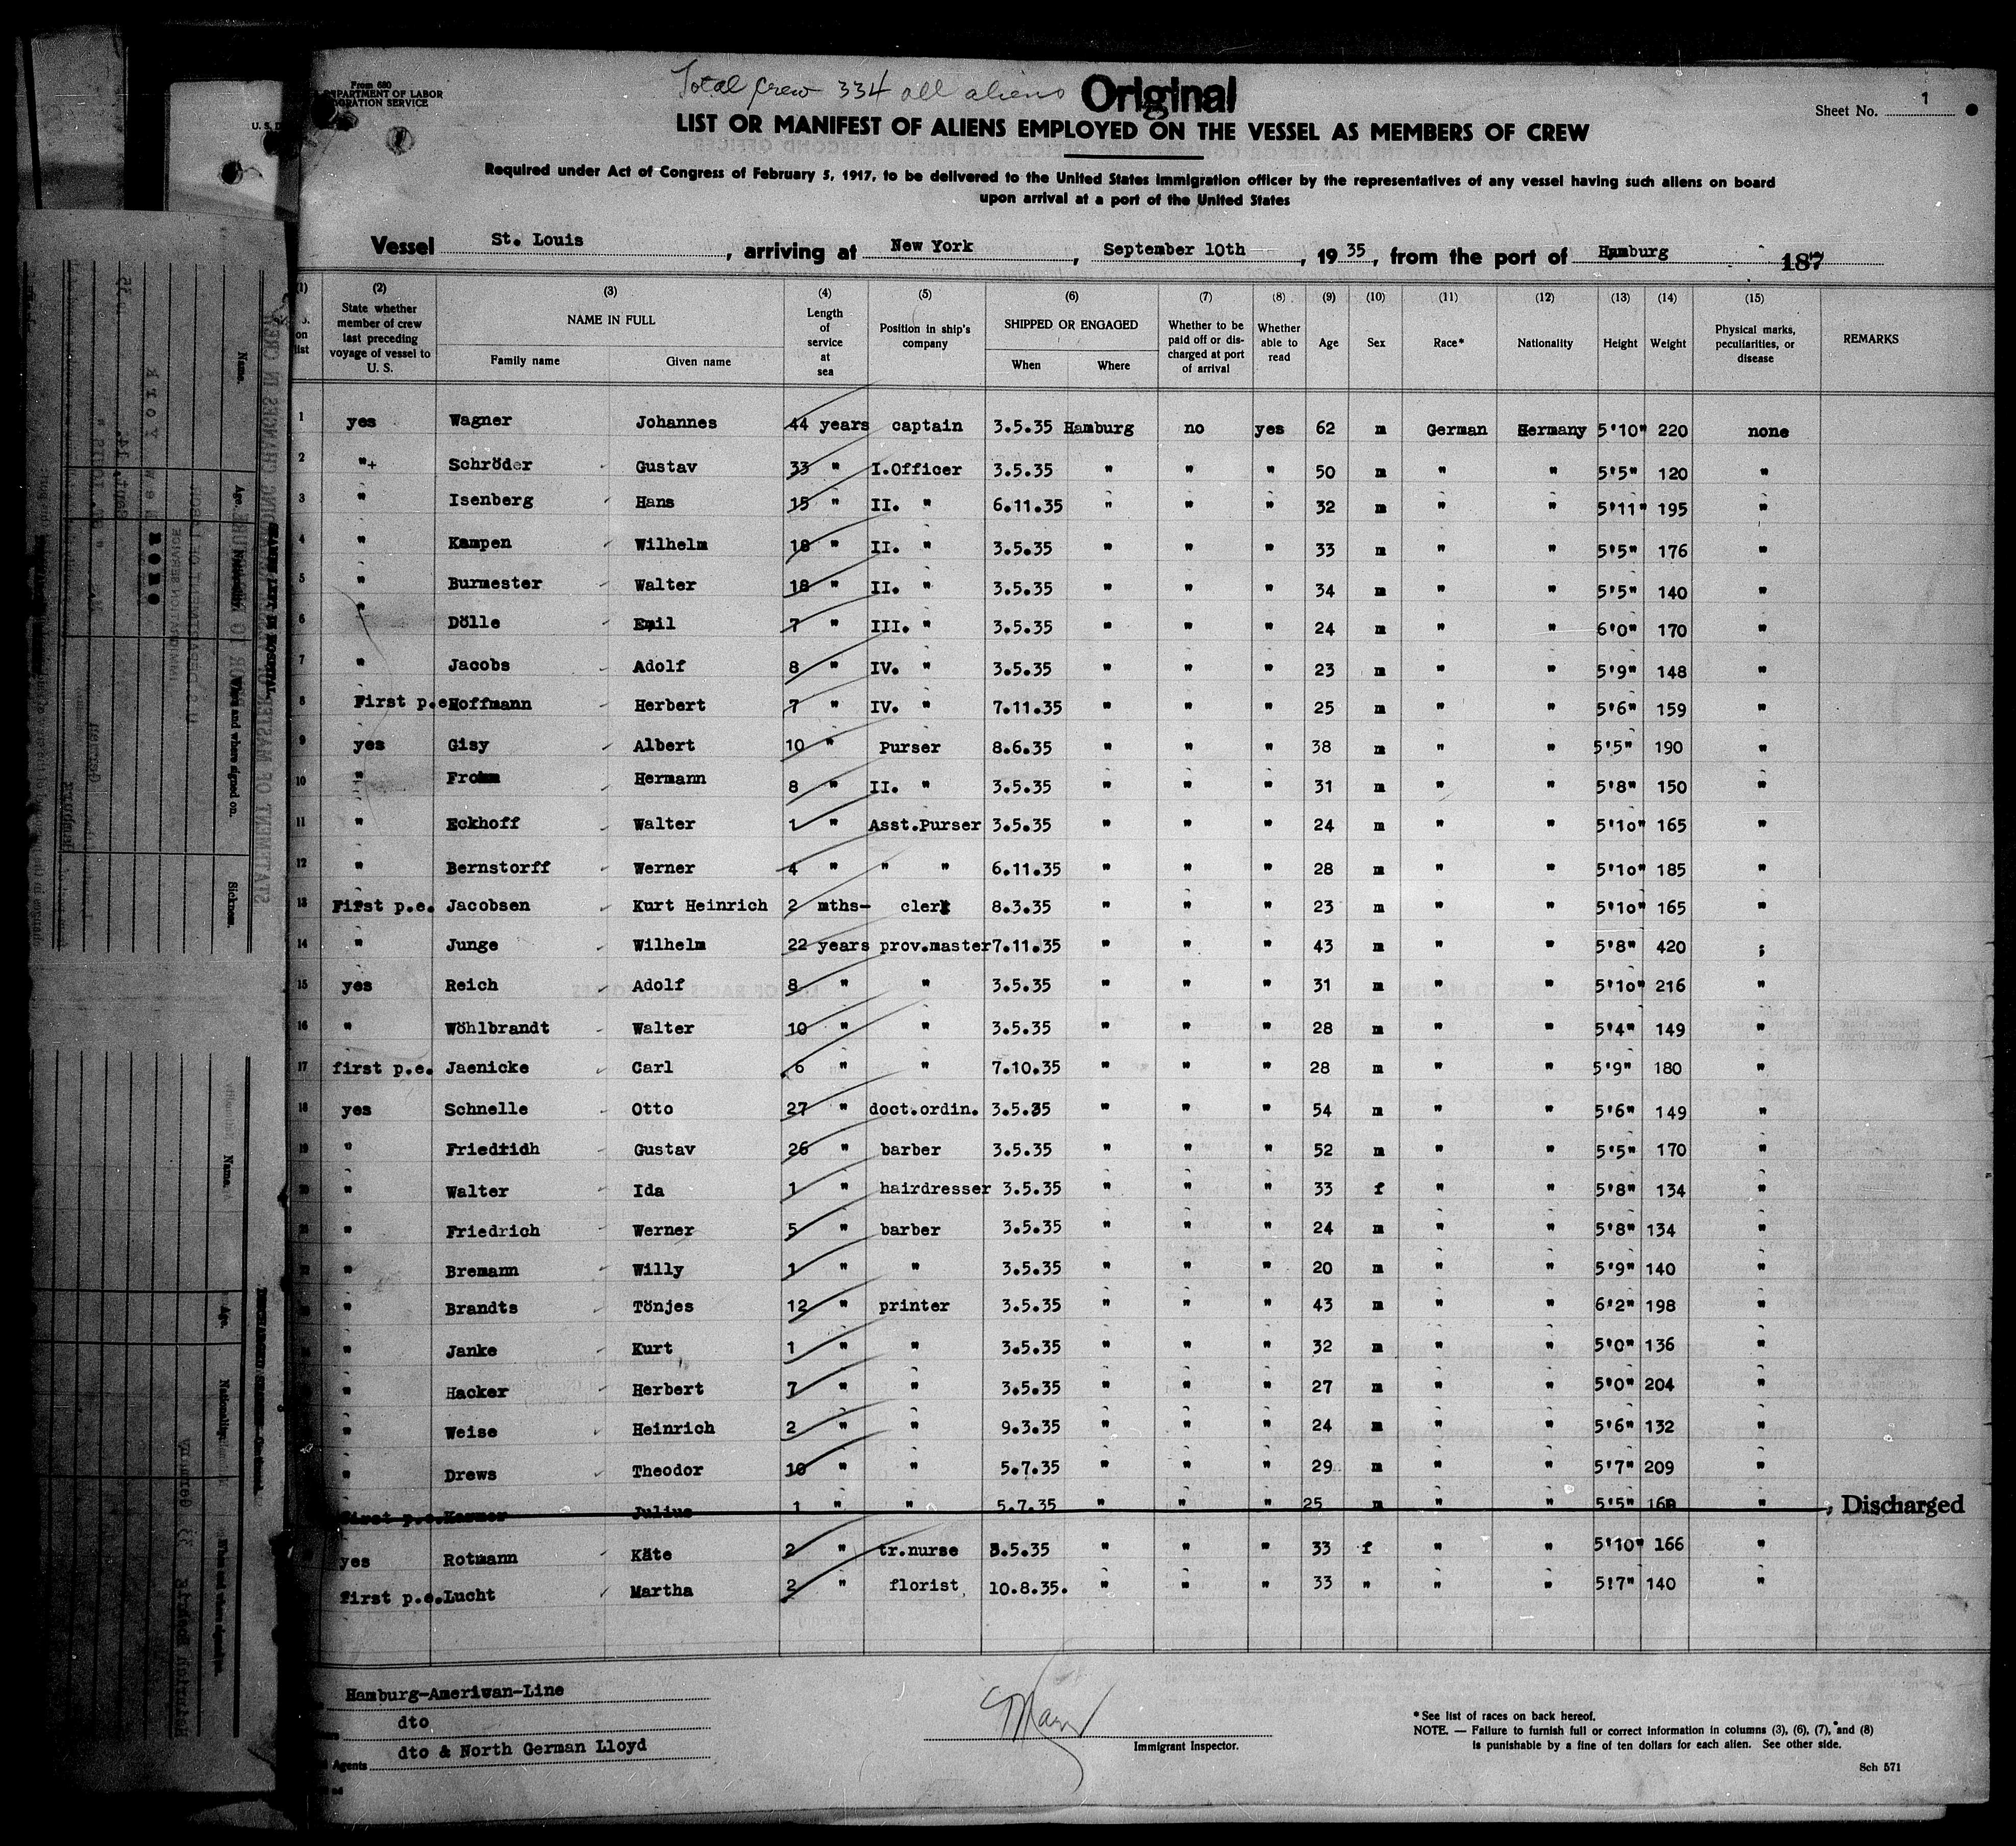 From 680
DEPARTMENT OF LABOR
IMMIGRATION SERVICE
Total Crew 334 all aliens Original
Sheet No. 1
LIST OR MANIFEST OF ALIENS EMPLOYED ON THE VESSEL AS MEMBERS OF CREW
Required under Act of Congress of February 5, 1917, to be delivered to the United States immigration officer by the representatives of any vessel having such aliens on board
upon arrival at a port of the United States
Vessel St. Louis, arriving at New York, September 10th, 19 35, from the port of Hamburg 187
(1) (2) (3) (4) (5) (6) (7) (8) (9) (10) (11) (12) (13) (14) (15)
on list
State whether member of crew last preceding voyage of vessel to U. S.
NAME IN FULL
Family name Given name
Length of service at sea
Position in ship's company
SHIPPED OR ENGAGED
When Where
Whether to be paid off or discharged at port of arrival
Whether able to read
Age Sex Race* Nationality Height Weight
Physical marks, peculiarities, or disease
REMARKS
1 yes Wagner Johannes 44 years captain 3.5.35 Hamburg no yes 62 m German Hermany 5'10" 220 none
2 "+ Schröder Gustav 33 " I.Officer 3.5.35 " " " 50 m " " 5'5" 120 "
3 " Isenberg Hans 15 " II. " 6.11.35 " " " 32 m " " 5'11" 195 "
4 " Kampen Wilhelm 18 " II. " 3.5.35 " " " 33 m " " 5'5" 176 "
5 " Burmester Walter 18 " II. " 3.5.35 " " " 34 m " " 5'5" 140 "
6 " Dölle Emil 7 " III. " 3.5.35 " " " 24 m " " 6'0" 170 "
7 " Jacobs Adolf 8 " IV. " 3.5.35 " " " 23 m " " 5'9" 148 "
8 First p.e. Hoffmann Herbert 7 " IV. " 7.11.35 " " " 25 m " " 5'6" 159 "
9 yes Gisy Albert 10 " Purser 8.6.35 " " " 38 m " " 5'5" 190 "
10 " Fromm Hermann 8 " II. " 3.5.35 " " " 31 m " " 5'8" 150 "
11 " Eckhoff Walter 1 " Asst.Purser 3.5.35 " " " 24 m " " 5'10" 165 "
12 " Bernstorff Werner 4 " " " 6.11.35 " " " 28 m " " 5'10" 185 "
13 First p.e. Jacobsen Kurt Heinrich 2 mths- clerk 8.3.35 " " " 23 m " " 5'10" 165 "
14 " Junge Wilhelm 22 years prov.master 7.11.35 " " " 43 m " " 5'8" 420 ;
15 yes Reich Adolf 8 " " 3.5.35 " " " 31 m " " 5'10" 216 "
16 " Wöhlbrandt Walter 10 " " 3.5.35 " " " 28 m " " 5'4" 149 "
17 first p.e. Jaenicke Carl 6 " " 7.10.35 " " " 28 m " " 5'9" 180 "
18 yes Schnelle Otto 27 " doct.ordin. 3.5.35 " " " 54 m " " 5'6" 149 "
19 " Friedridh Gustav 26 " barber 3.5.35 " " " 52 m " " 5'5" 170 "
20 " Walter Ida 1 " hairdresser 3.5.35 " " " 33 f " " 5'8" 134 "
" Friedrich Werner 5 " barber 3.5.35 " " " 24 m " " 5'8" 134 "
" Bremann Willy 1 " " 3.5.35 " " " 20 m " " 5'9" 140 "
" Brandts Tönjes 12 " printer 3.5.35 " " " 43 m " " 6'2" 198 "
" Janke Kurt 1 " " 3.5.35 " " " 32 m " " 5'0" 136 "
" Hacker Herbert 7 " " 3.5.35 " " " 27 m " " 5'0" 204 "
" Weise Heinrich 2 " " 9.3.35 " " " 24 m " " 5'6" 132 "
" Drews Theodor 10 " " 5.7.35 " " " 29 m " " 5'7" 209 "
first p.e. Julius 1 " " 5.7.35 " " " 25 m " " 5'5" " , Discharged
yes Rotmann Käte 2 " tr.nurse 3.5.35 " " " 33 f " " 5'10" 166 "
first p.e. Lucht Martha 2 " florist 10.8.35. " " " 33 " " " 5'7" 140 "
Hamburg-Ameriwan-Line
dto
Agents dto & North German Lloyd
Immigrant Inspector.
* See list of races on back hereof.
NOTE. — Failure to furnish full or correct information in columns (3), (6), (7), and (8)
is punishable by a fine of ten dollars for each alien. See other side.
Sch 571